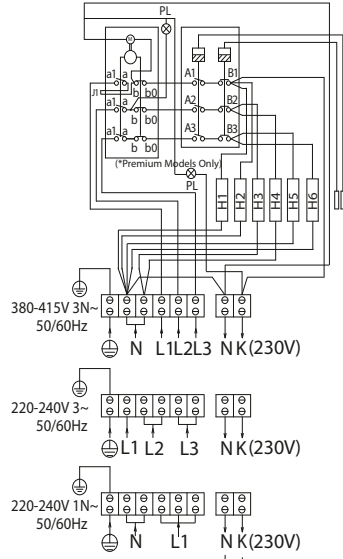 PL
M
a1 a
J1
b b0
a1 a
b b0
a1 a
b b0
A1 B1
A2 B2
A3 B3
(*Premium Models Only)
PL
H1 H2 H3 H4 H5 H6
380-415V 3N~
50/60Hz
N L1 L2 L3 N K (230V)
220-240V 3~
50/60Hz
L1 L2 L3 N K (230V)
220-240V 1N~
50/60Hz
N L1 N K (230V)